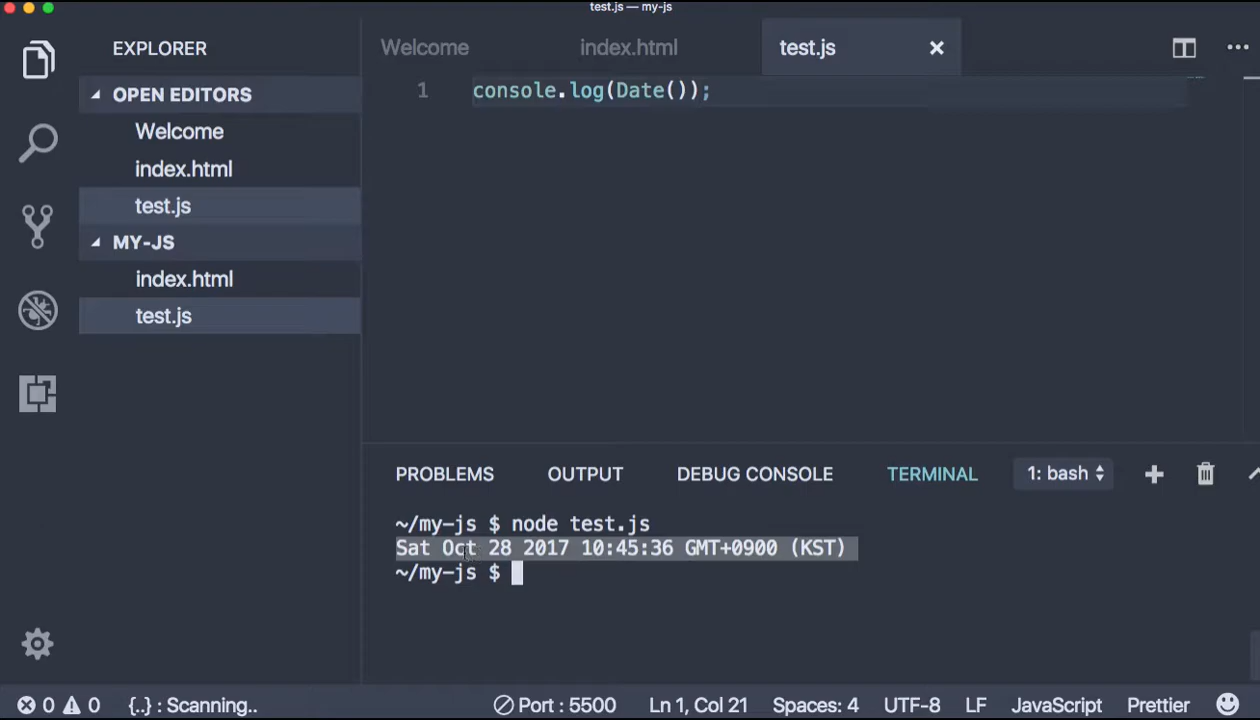 test.js — my-js
EXPLORER
OPEN EDITORS
Welcome
index.html
test.js
MY-JS
index.html
test.js
Welcome
index.html
test.js
1 console.log(Date());
PROBLEMS
OUTPUT
DEBUG CONSOLE
TERMINAL
1: bash
~/my-js $ node test.js
Sat Oct 28 2017 10:45:36 GMT+0900 (KST)
~/my-js $
0 0 {..} : Scanning.. Port : 5500 Ln 1, Col 21 Spaces: 4 UTF-8 LF JavaScript Prettier